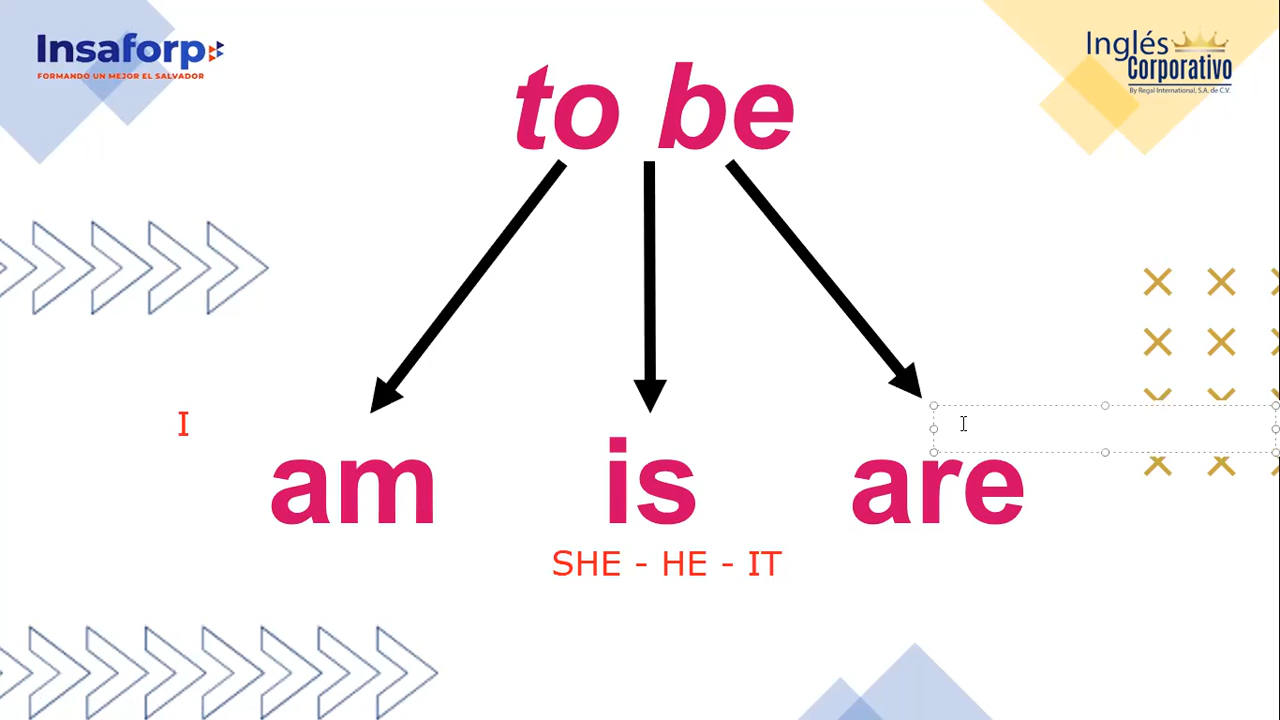 Insaforp
FORMANDO UN MEJOR EL SALVADOR
Inglés
Corporativo
By Regal International, S.A. de C.V.
to be
I
am is are
SHE - HE - IT